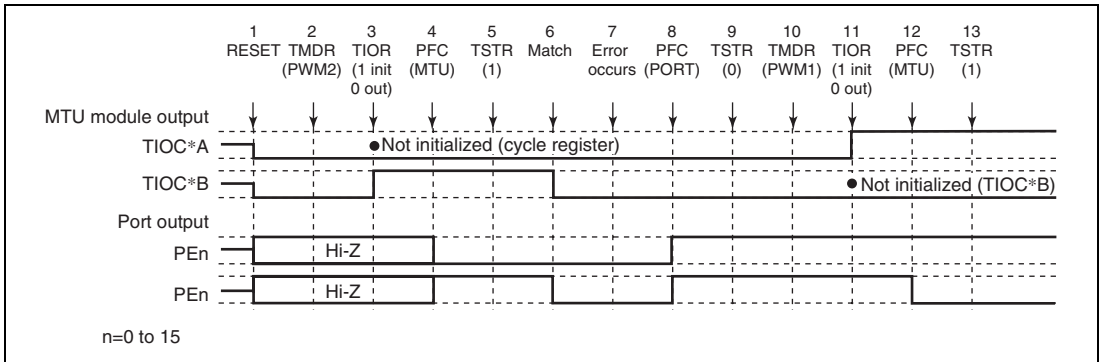 1 2 3 4 5 6 7 8 9 10 11 12 13
RESET TMDR TIOR PFC TSTR Match Error PFC TSTR TMDR TIOR PFC TSTR
(PWM2) (1 init (MTU) (1) occurs (PORT) (0) (PWM1) (1 init (MTU) (1)
0 out) 0 out)
MTU module output
TIOC*A ●Not initialized (cycle register)
TIOC*B ● Not initialized (TIOC*B)
Port output
PEn Hi-Z
PEn Hi-Z
n=0 to 15